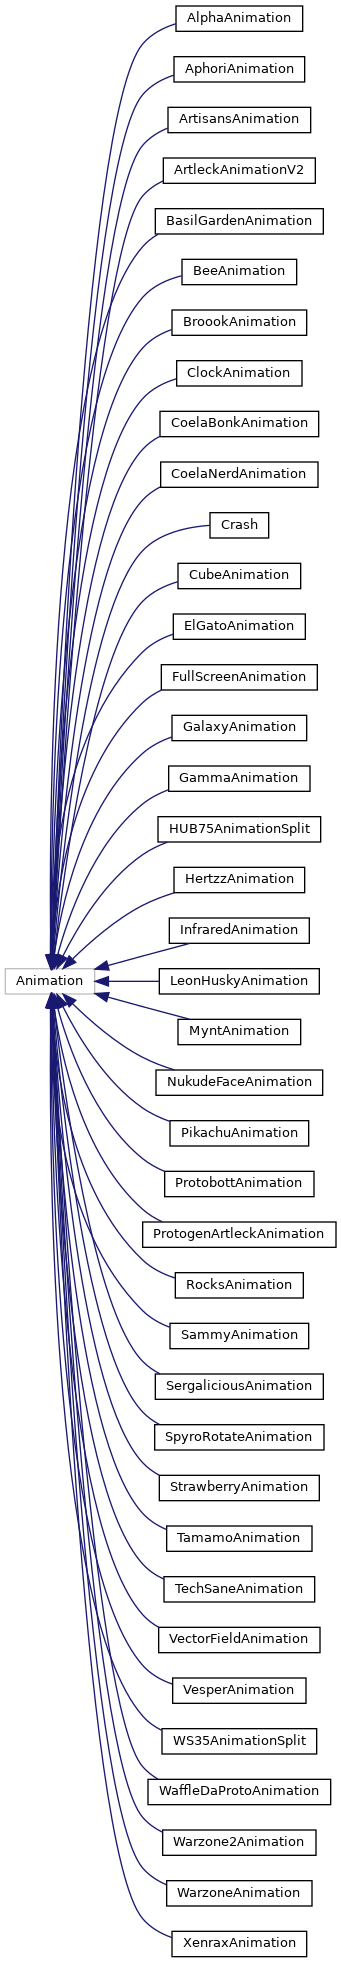 AlphaAnimation
AphoriAnimation
ArtisansAnimation
ArtleckAnimationV2
BasilGardenAnimation
BeeAnimation
BroookAnimation
ClockAnimation
CoelaBonkAnimation
CoelaNerdAnimation
Crash
CubeAnimation
ElGatoAnimation
FullScreenAnimation
GalaxyAnimation
GammaAnimation
HUB75AnimationSplit
HertzzAnimation
InfraredAnimation
Animation
LeonHuskyAnimation
MyntAnimation
NukudeFaceAnimation
PikachuAnimation
ProtobottAnimation
ProtogenArtleckAnimation
RocksAnimation
SammyAnimation
SergaliciousAnimation
SpyroRotateAnimation
StrawberryAnimation
TamamoAnimation
TechSaneAnimation
VectorFieldAnimation
VesperAnimation
WS35AnimationSplit
WaffleDaProtoAnimation
Warzone2Animation
WarzoneAnimation
XenraxAnimation